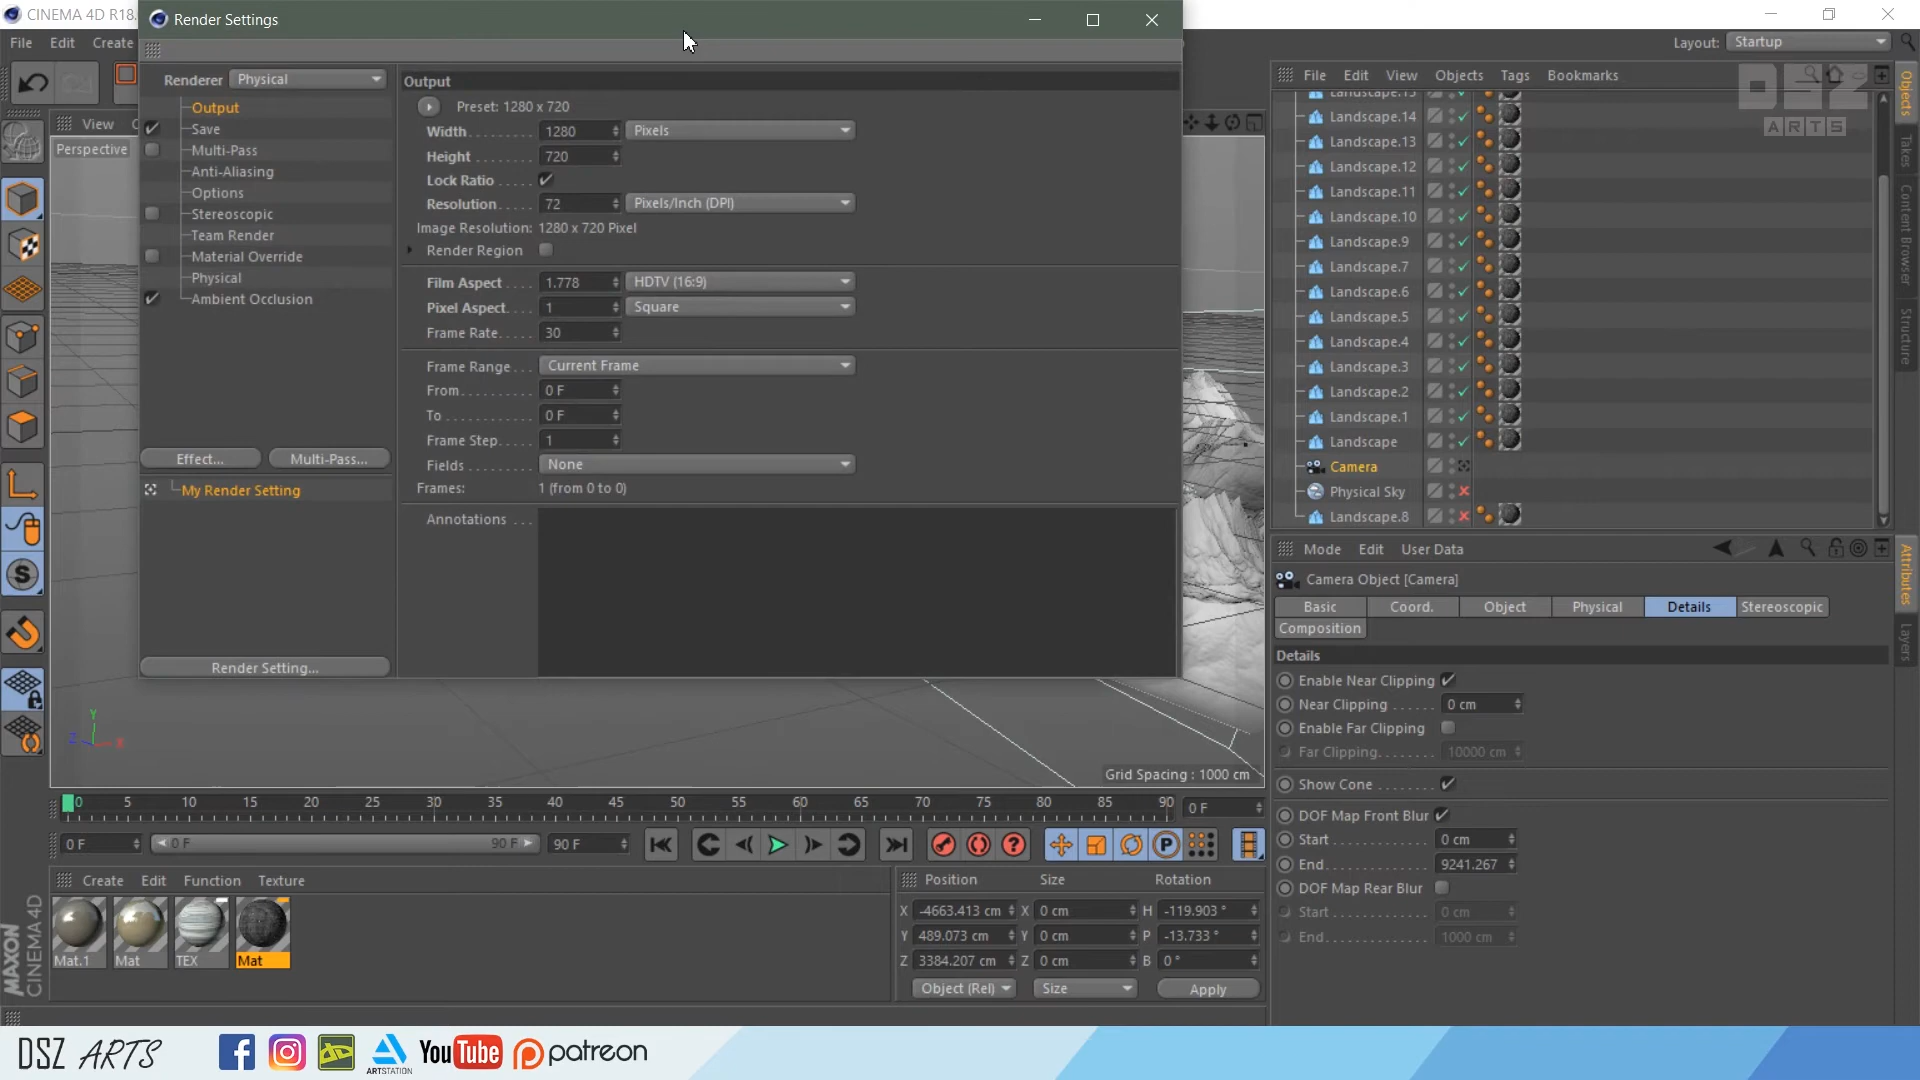 CINEMA 4D R18.
Render Settings
File Edit Create
Layout: Startup
Renderer Physical
Output
Save
Multi-Pass
Anti-Aliasing
Options
Stereoscopic
Team Render
Material Override
Physical
Ambient Occlusion
Effect... Multi-Pass...
My Render Setting
Render Setting...
Output
Preset: 1280 x 720
Width 1280 Pixels
Height 720
Lock Ratio
Resolution 72 Pixels/Inch (DPI)
Image Resolution: 1280 x 720 Pixel
Render Region
Film Aspect 1.778 HDTV (16:9)
Pixel Aspect 1 Square
Frame Rate 30
Frame Range Current Frame
From 0 F
To 0 F
Frame Step 1
Fields None
Frames: 1 (from 0 to 0)
Annotations
View
Perspective
Y
Z X
Grid Spacing : 1000 cm
File Edit View Objects Tags Bookmarks
DSZ
ARTS
Landscape.15
Landscape.14
Landscape.13
Landscape.12
Landscape.11
Landscape.10
Landscape.9
Landscape.7
Landscape.6
Landscape.5
Landscape.4
Landscape.3
Landscape.2
Landscape.1
Landscape
Camera
Physical Sky
Landscape.8
Objects
Takes
Content Browser
Structure
Mode Edit User Data
Camera Object [Camera]
Basic Coord. Object Physical Details Stereoscopic
Composition
Details
Enable Near Clipping
Near Clipping 0 cm
Enable Far Clipping
Far Clipping 10000 cm
Show Cone
DOF Map Front Blur
Start 0 cm
End 9241.267
DOF Map Rear Blur
Start 0 cm
End 1000 cm
Attributes
Layers
0 5 10 15 20 25 30 35 40 45 50 55 60 65 70 75 80 85 90 0 F
0 F 0 F 90 F 90 F
Create Edit Function Texture
Mat.1 Mat TEX Mat
Position Size Rotation
X -4663.413 cm X 0 cm H -119.903 °
Y 489.073 cm Y 0 cm P -13.733 °
Z 3384.207 cm Z 0 cm B 0 °
Object (Rel) Size Apply
MAXON
CINEMA 4D
DSZ ARTS
ARTSTATION
YouTube
patreon